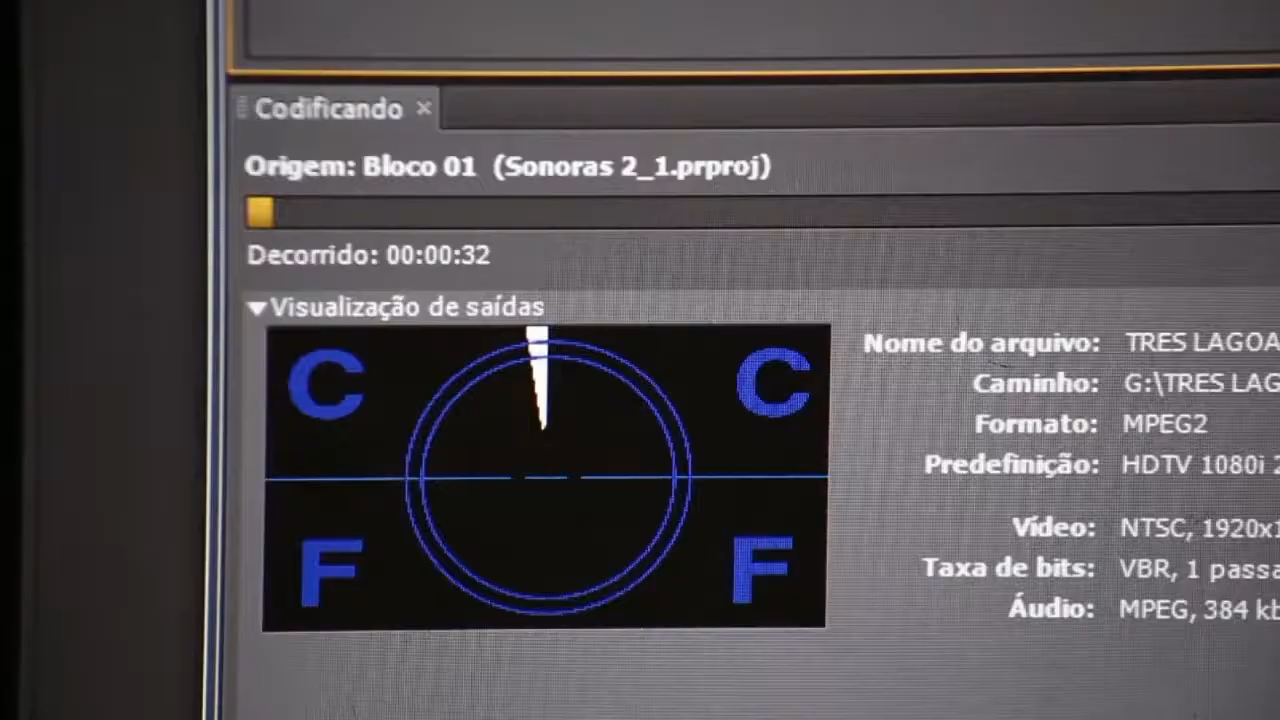 Codificando ×
Origem: Bloco 01 (Sonoras 2_1.prproj)
Decorrido: 00:00:32
Visualização de saídas
C C
F F
Nome do arquivo: TRES LAGOA
Caminho: G:\TRES LAG
Formato: MPEG2
Predefinição: HDTV 1080i 2
Vídeo: NTSC, 1920x1
Taxa de bits: VBR, 1 passa
Áudio: MPEG, 384 kb